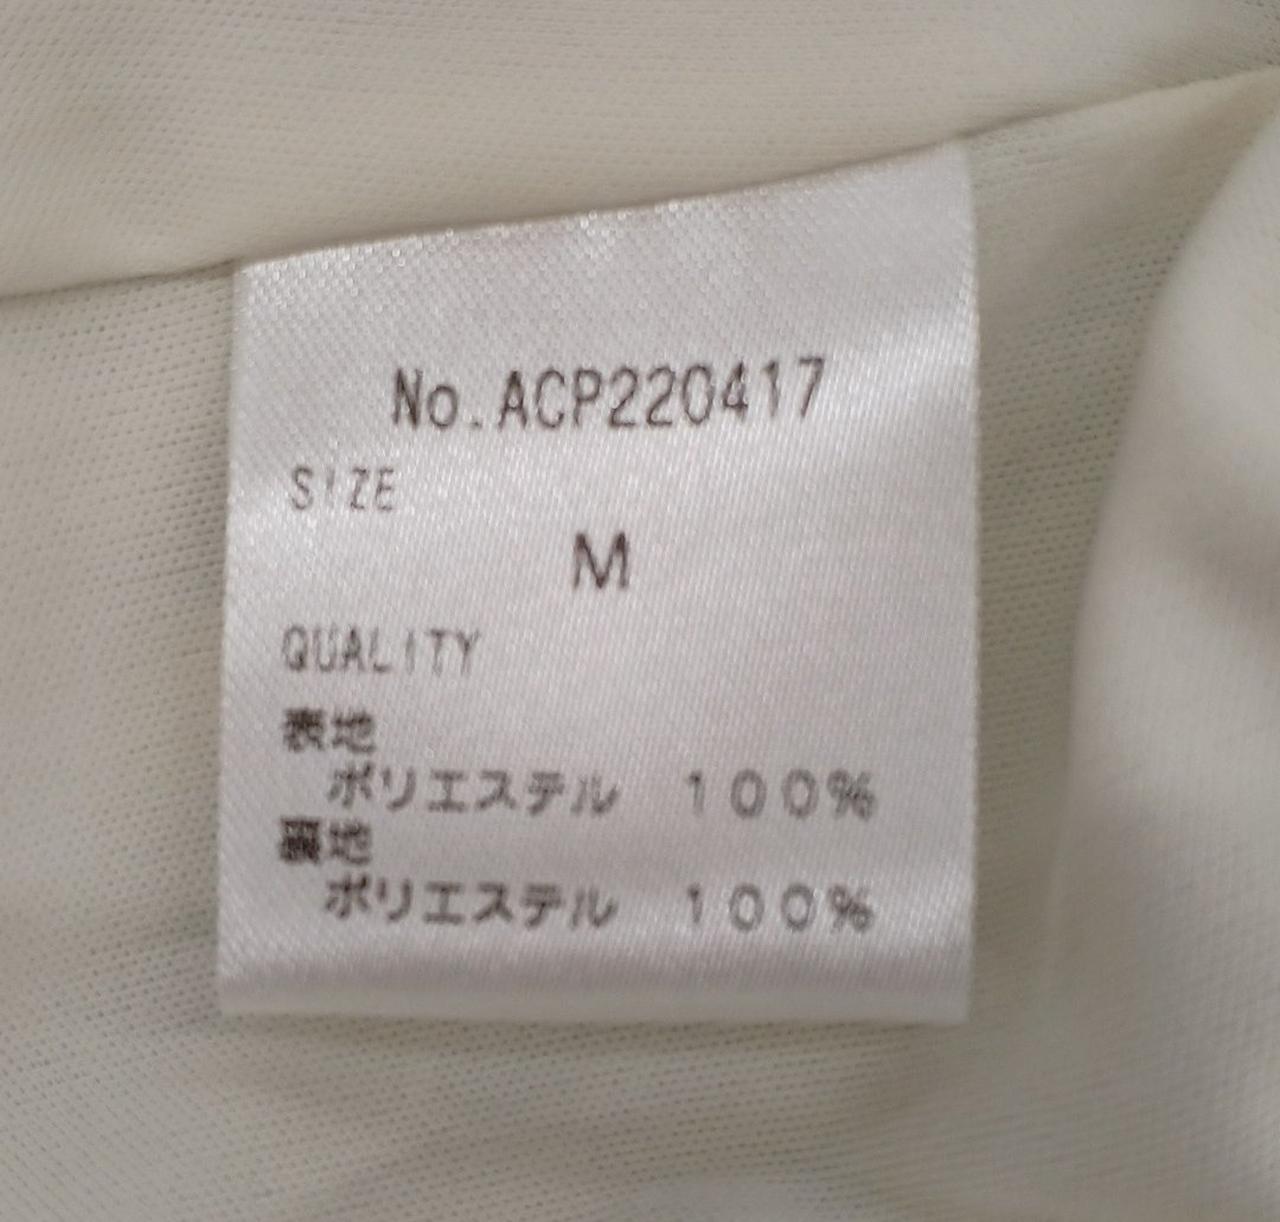 No.ACP220417
SIZE
M
QUALITY
表地
ポリエステル 100%
裏地
ポリエステル 100%